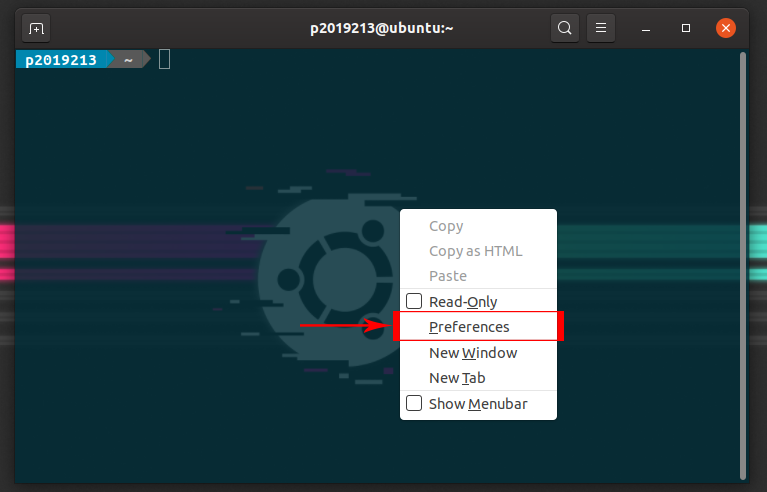 p2019213@ubuntu:~
p2019213 ~
Copy
Copy as HTML
Paste
Read-Only
Preferences
New Window
New Tab
Show Menubar